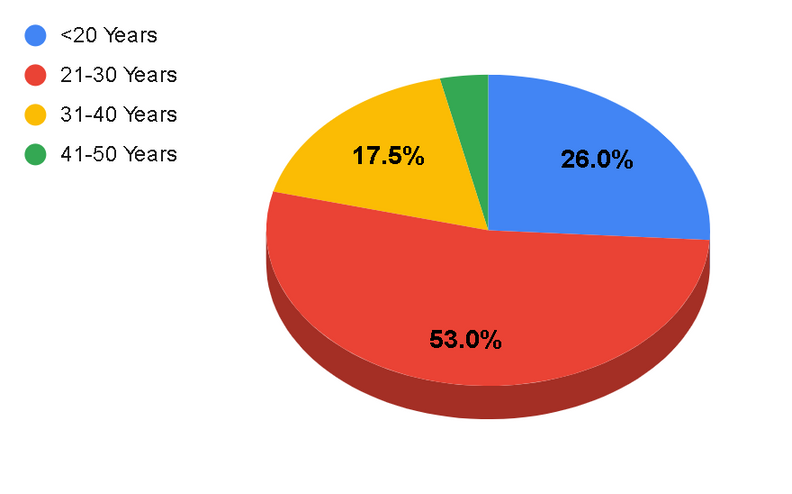 <20 Years
21-30 Years
31-40 Years
41-50 Years
17.5%
26.0%
53.0%